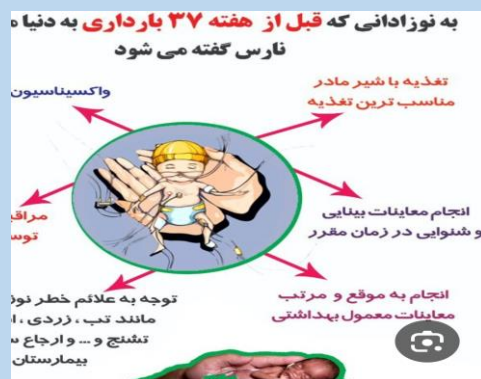 به نوزادانی که قبل از هفته ۳۷ بارداری به دنیا
نارس گفته می شود
تغذیه با شیر مادر
مناسب ترین تغذیه
واکسیناسیون
انجام معاینات بینایی
و شنوایی در زمان مقرر
انجام به موقع و مرتب
معاینات معمول بهداشتی
توجه به علائم خطر
مانند تب ، زردی ،
تشنج و ... و ارجاع
بیمارستان